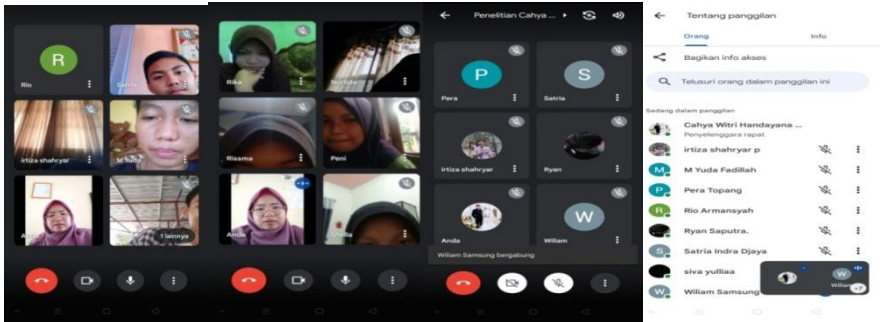 R
Rio
Satria
irtiza shahryar
M Yuda
1 lainnya
Rika
Nurlida
Rissma
Peni
Anda
Penelitian Cahya ...
P
S
Pera
Satria
irtiza shahryar
Ryan
W
Anda
Wiliam
Wiliam Samsung bergabung
Tentang panggilan
Orang
Info
Bagikan info akses
Telusuri orang dalam panggilan ini
Sedang dalam panggilan
Cahya Witri Handayana ...
Penyelenggara rapat
irtiza shahryar p
M
M Yuda Fadillah
P
Pera Topang
R
Rio Armansyah
Ryan Saputra.
S
Satria Indra Djaya
siva yulliaa
W
Wiliam Samsung
W
+7